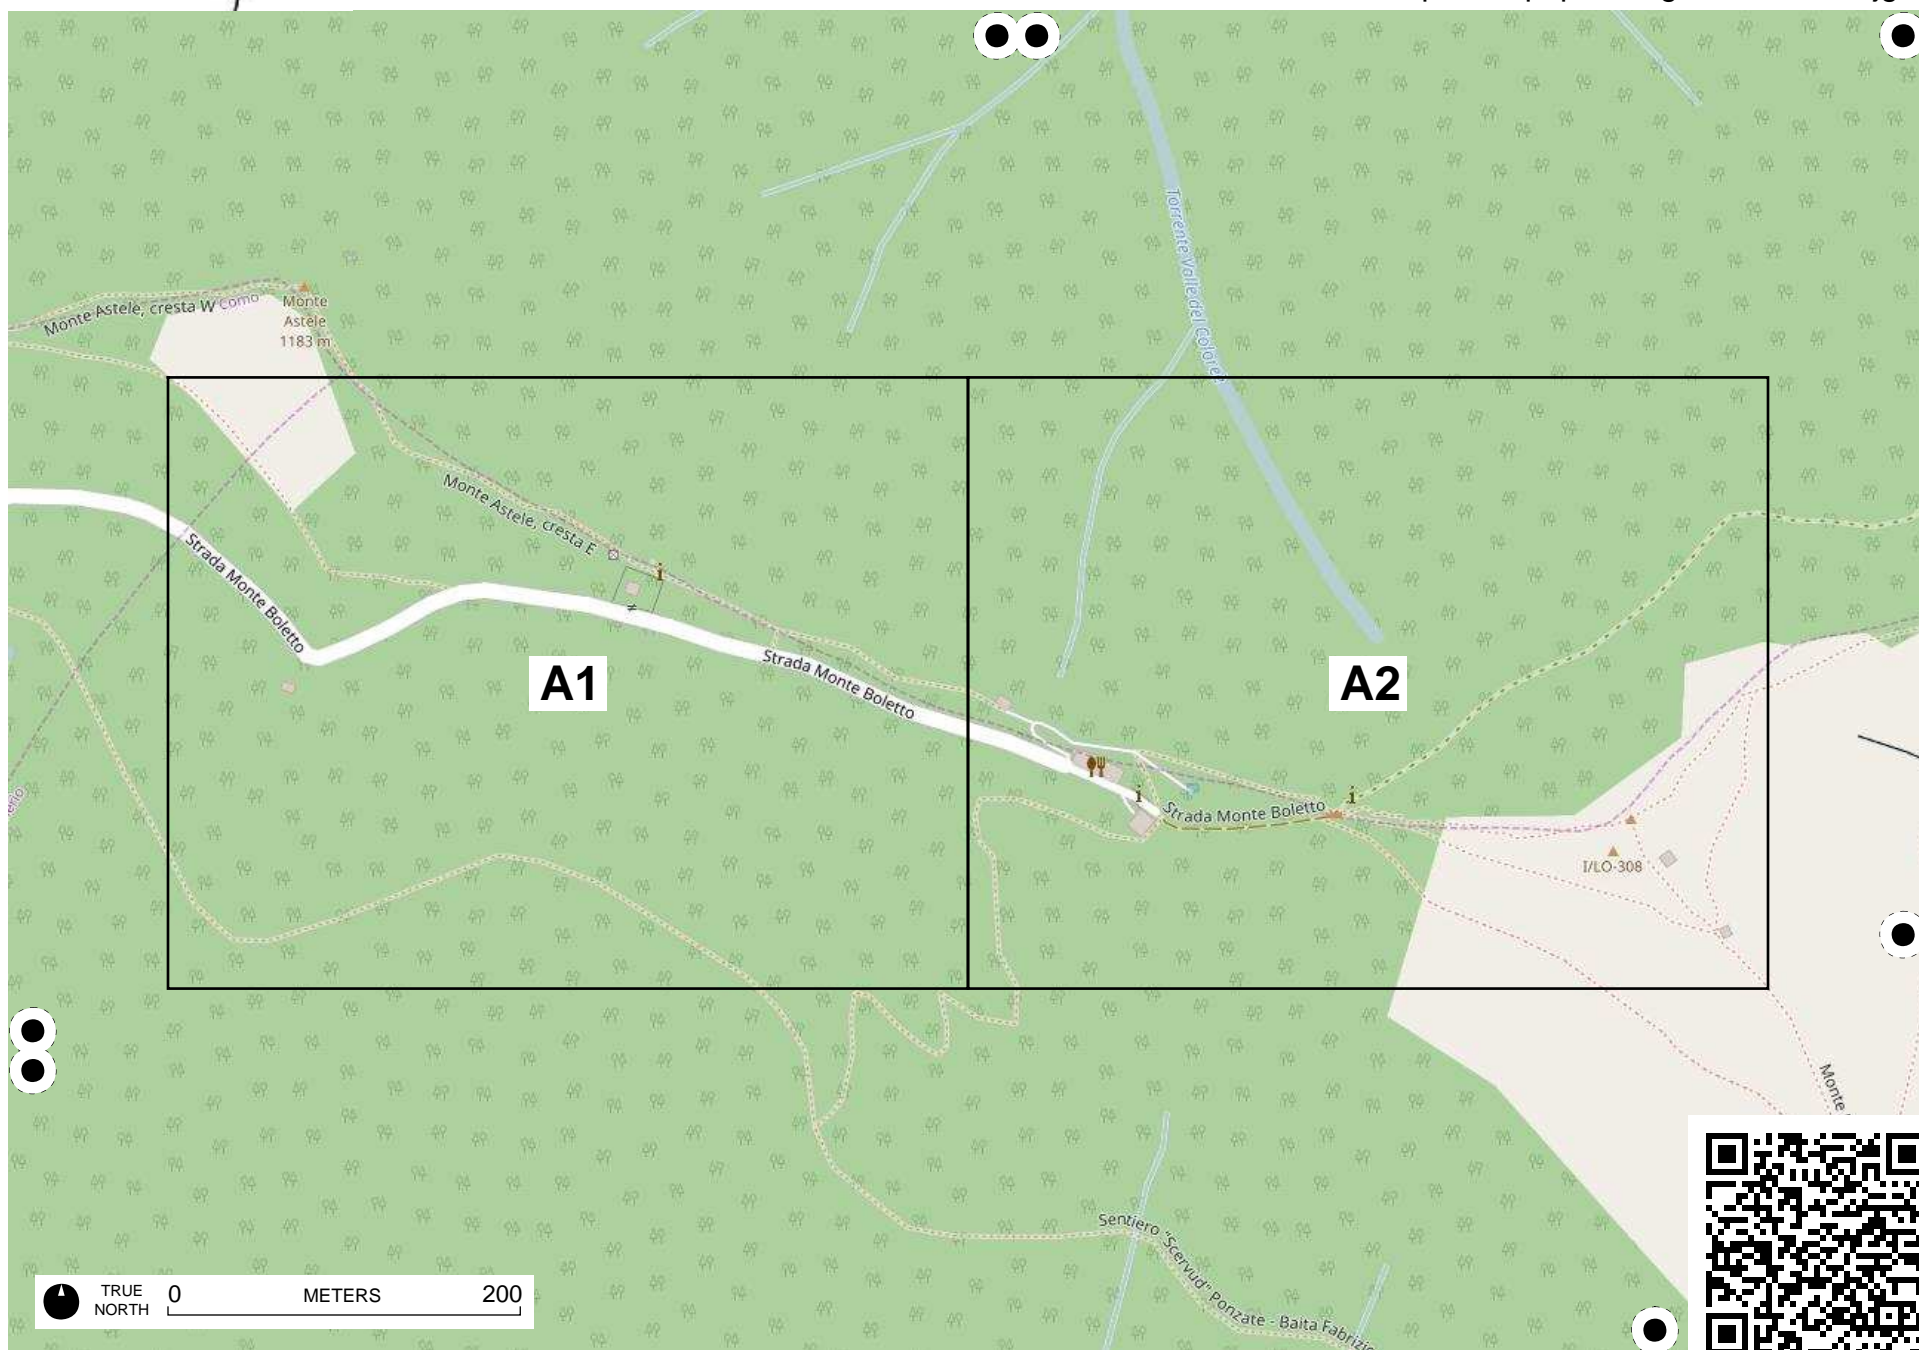 Monte Astele, cresta W
Como
Monte
Astele
1183 m
Torrente Valle dei Colore
Monte Astele, cresta E
Strada Monte Boletto
Strada Monte Boletto
A1
A2
Strada Monte Boletto
I/LO-308
Monte
Sentiero "Scervud" Ponzate - Baita Fabrizio
TRUE
NORTH
0 METERS 200